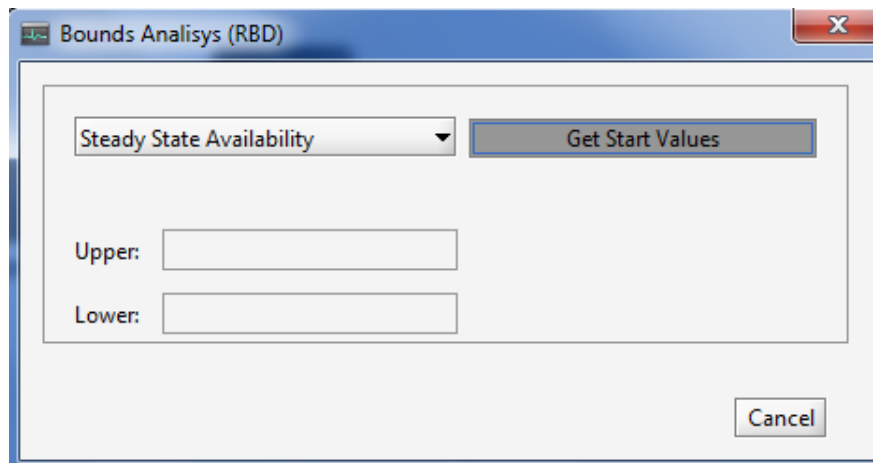 Bounds Analisys (RBD)
Steady State Availability
Get Start Values
Upper:
Lower:
Cancel